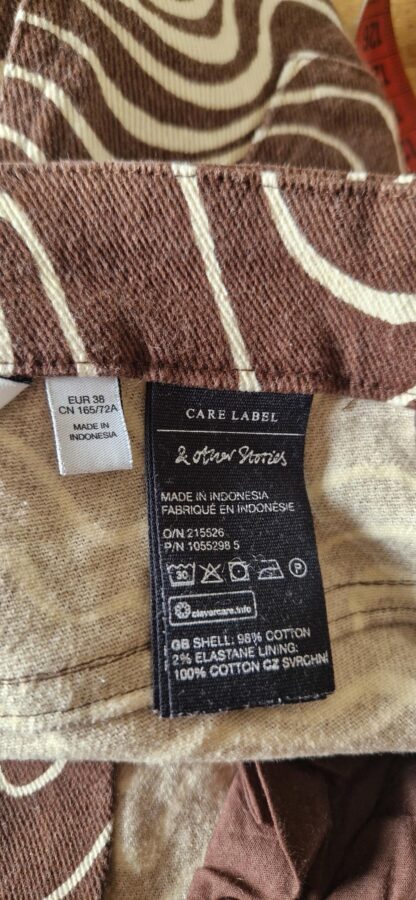 EUR 38
CN 165/72A
MADE IN
INDONESIA
CARE LABEL
& other Stories
MADE IN INDONESIA
FABRIQUÉ EN INDONÉSIE
O/N 215526
P/N 1055298 5
30
P
clevercare.info
GB SHELL: 98% COTTON
2% ELASTANE LINING:
100% COTTON CZ SVRCHNÍ